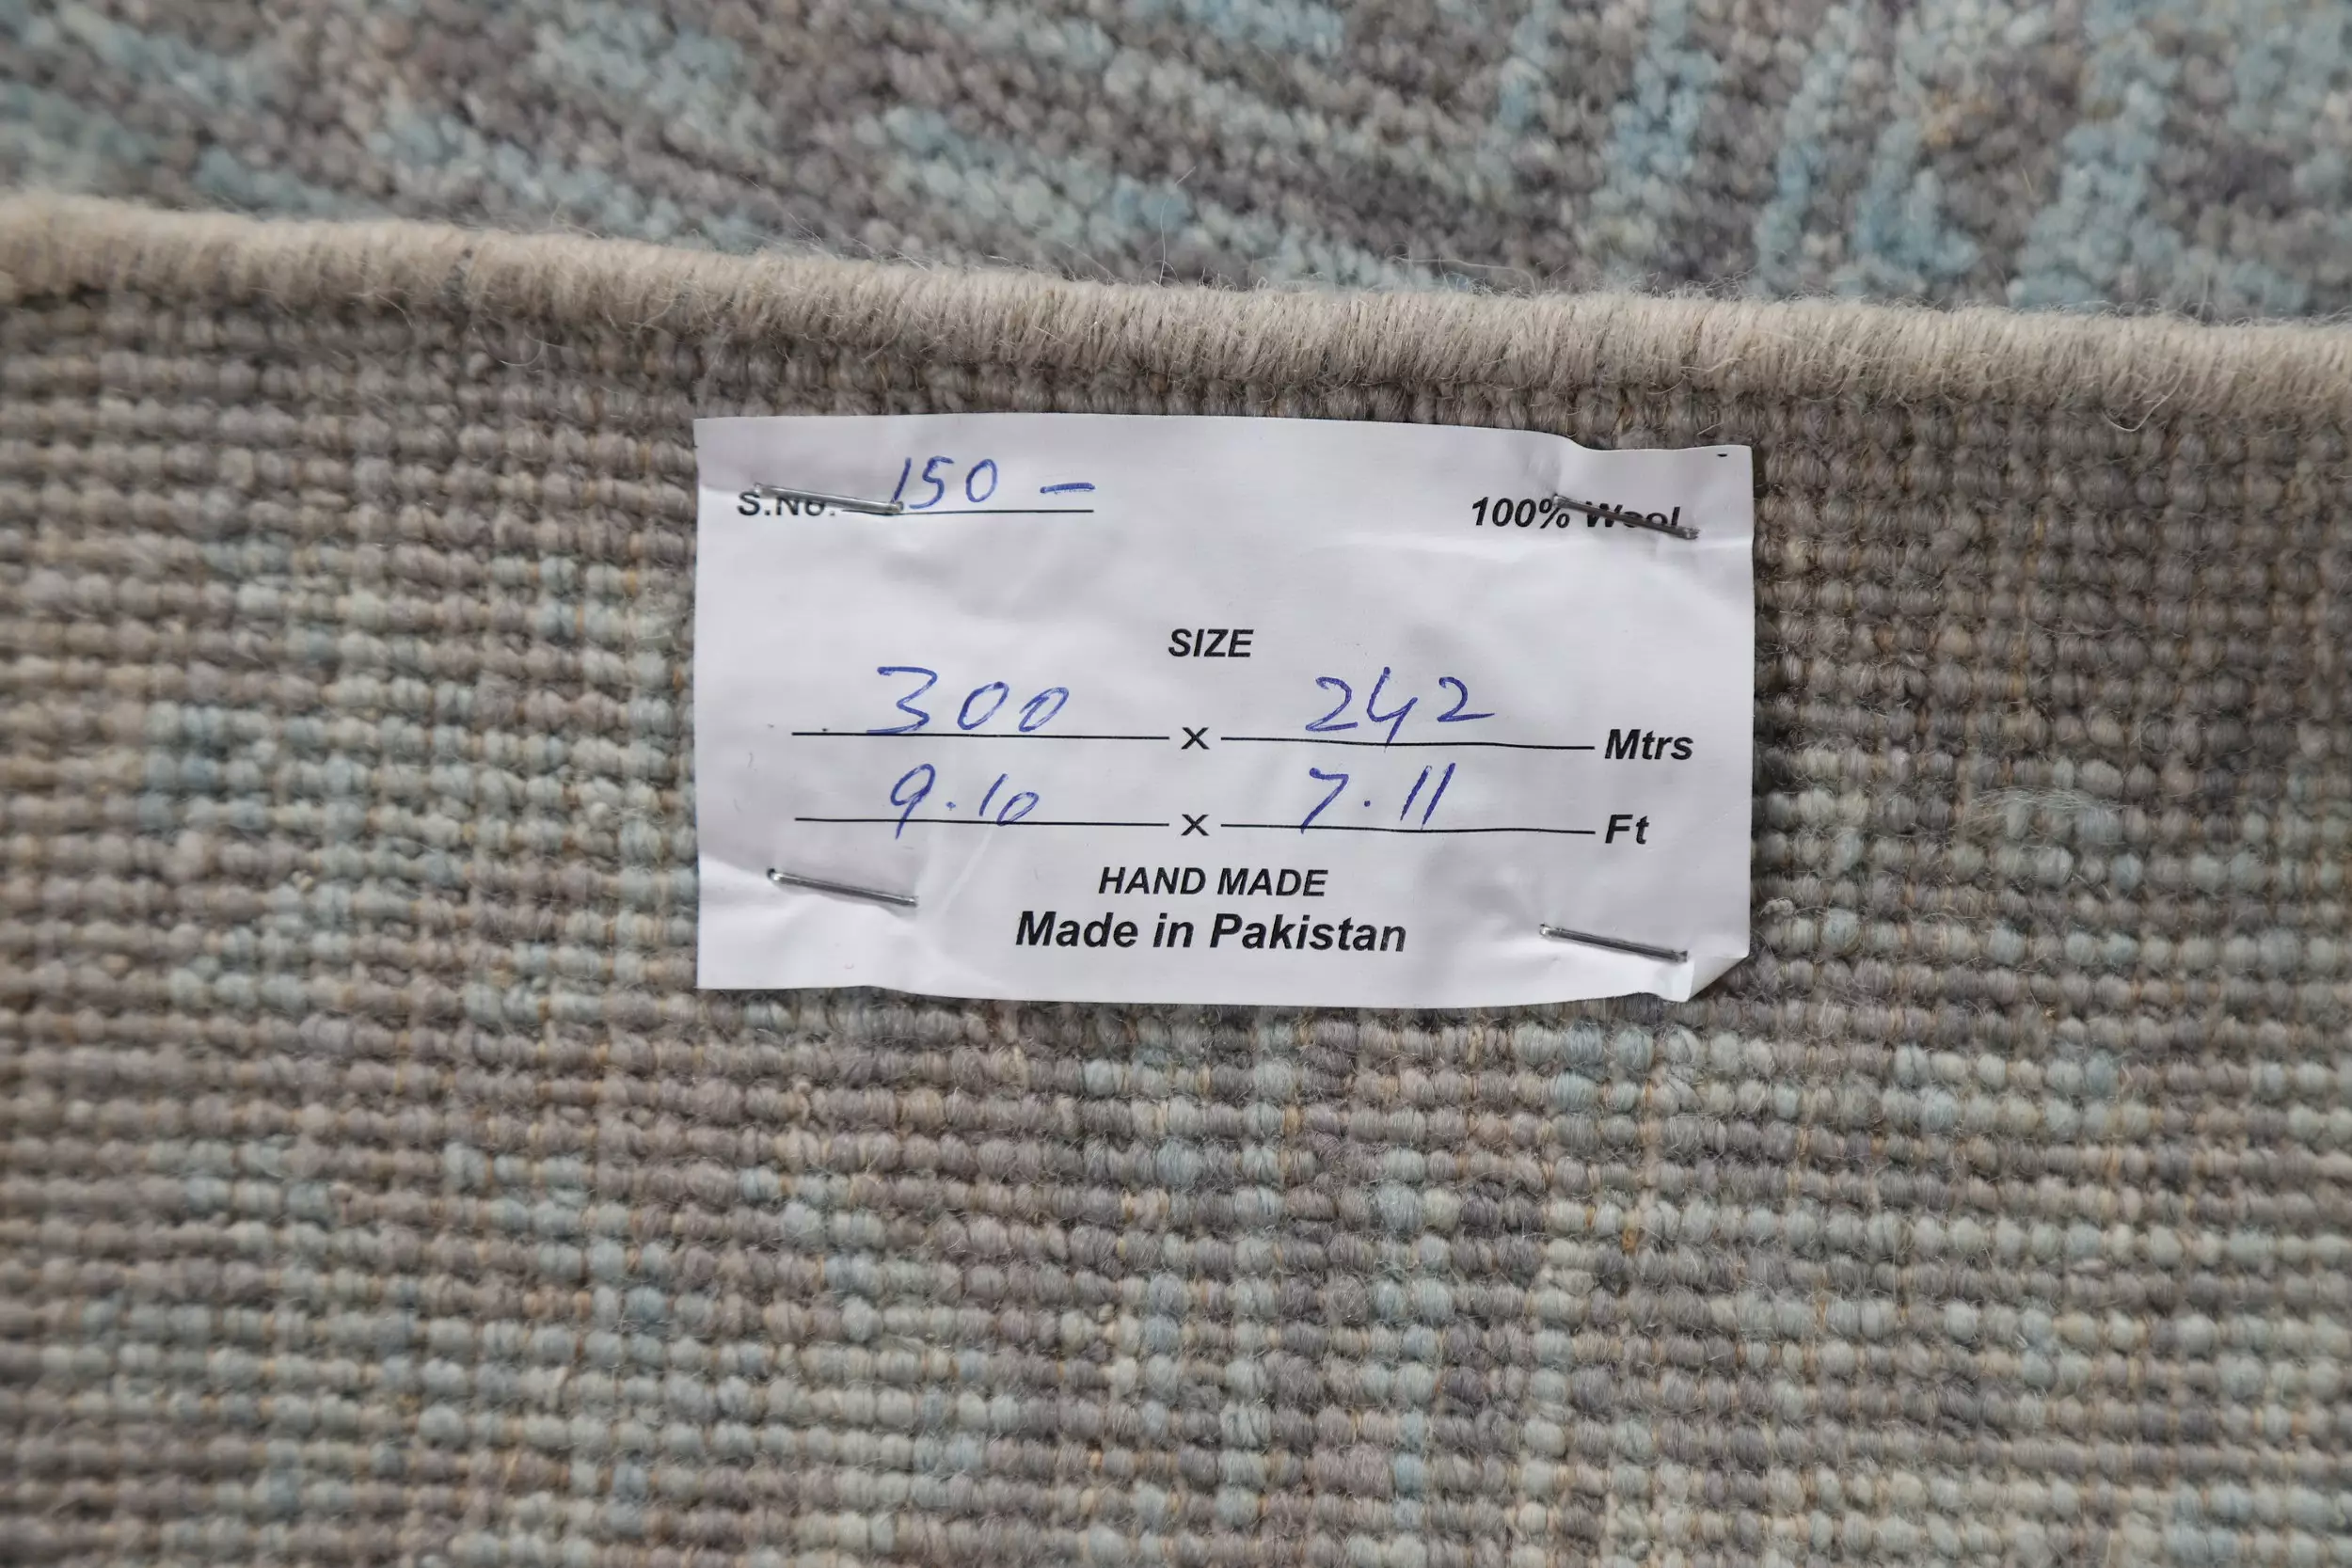 S.No. 150 –
100% Wool
SIZE
300 x 242 Mtrs
9.10 x 7.11 Ft
HAND MADE
Made in Pakistan